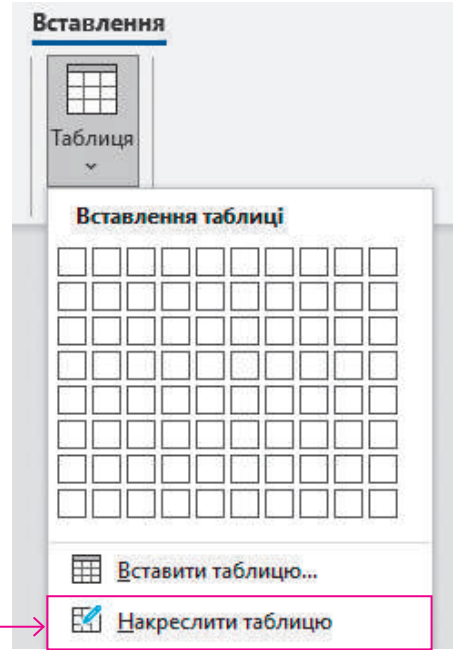 Вставлення
Таблиця
Вставлення таблиці
Вставити таблицю...
Накреслити таблицю